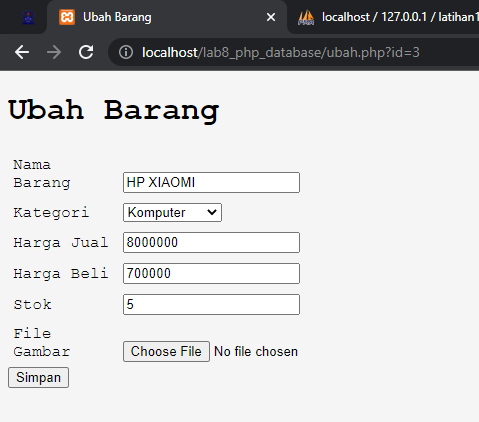 Ubah Barang
localhost / 127.0.0.1 / latihan1
localhost/lab8_php_database/ubah.php?id=3
Ubah Barang
Nama
Barang HP XIAOMI
Kategori Komputer
Harga Jual 8000000
Harga Beli 700000
Stok 5
File
Gambar Choose File No file chosen
Simpan